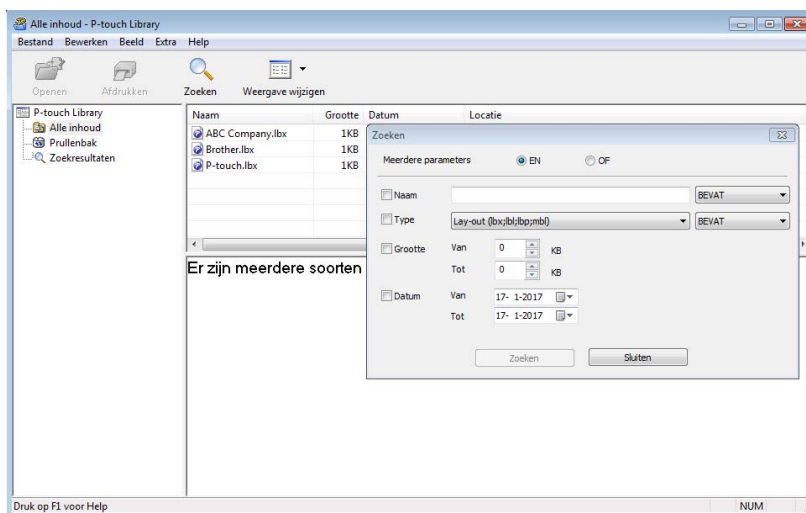 Alle inhoud - P-touch Library
Bestand Bewerken Beeld Extra Help
Openen Afdrukken Zoeken Weergave wijzigen
P-touch Library
Alle inhoud
Prullenbak
Zoekresultaten
Naam Grootte Datum Locatie
ABC Company.lbx 1KB
Brother.lbx 1KB
P-touch.lbx 1KB
Er zijn meerdere soorten
Zoeken
Meerdere parameters EN OF
Naam BEVAT
Type Lay-out (lbx;lbl;lbp;mbl) BEVAT
Grootte Van 0 KB
Tot 0 KB
Datum Van 17- 1-2017
Tot 17- 1-2017
Zoeken Sluiten
Druk op F1 voor Help NUM